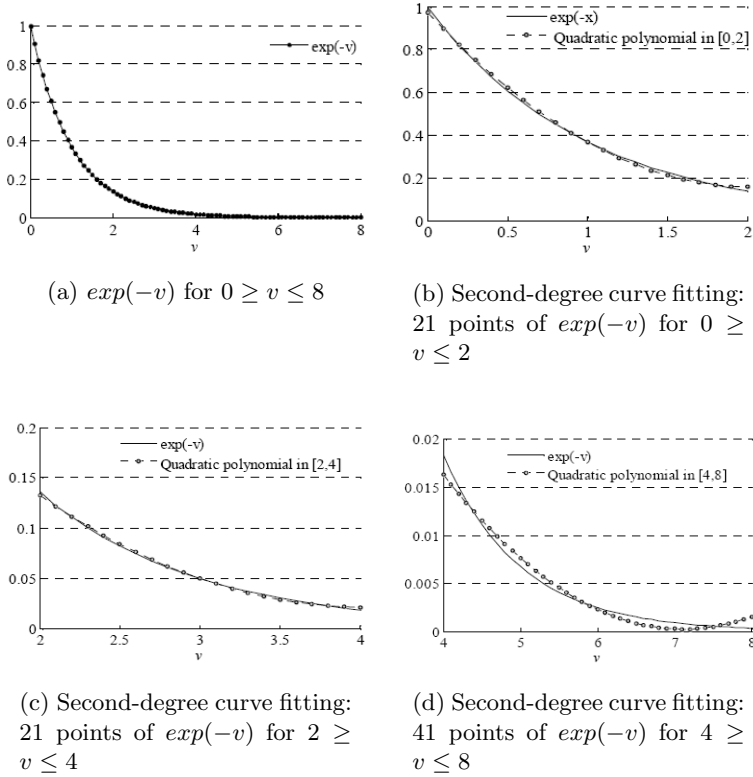 exp(-v)
1
0.8
0.6
0.4
0.2
0
0 2 4 6 8
v
(a) exp(−v) for 0 ≥ v ≤ 8
exp(-x)
Quadratic polynomial in [0,2]
1
0.8
0.6
0.4
0.2
0
0 0.5 1 1.5 2
v
(b) Second-degree curve fitting:
21 points of exp(−v) for 0 ≥
v ≤ 2
0.2
0.15
0.1
0.05
0
exp(-v)
Quadratic polynomial in [2,4]
2 2.5 3 3.5 4
v
(c) Second-degree curve fitting:
21 points of exp(−v) for 2 ≥
v ≤ 4
0.02
0.015
0.01
0.005
0
exp(-v)
Quadratic polynomial in [4,8]
4 5 6 7 8
v
(d) Second-degree curve fitting:
41 points of exp(−v) for 4 ≥
v ≤ 8